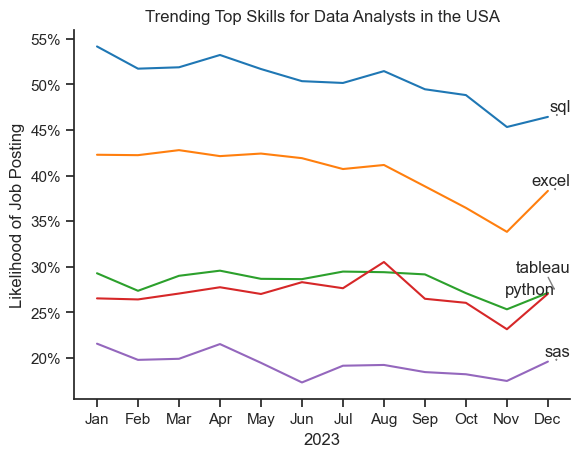 Trending Top Skills for Data Analysts in the USA
55%
50%
45%
40%
35%
30%
25%
20%
Likelihood of Job Posting
sql
excel
tableau
python
sas
Jan Feb Mar Apr May Jun Jul Aug Sep Oct Nov Dec
2023